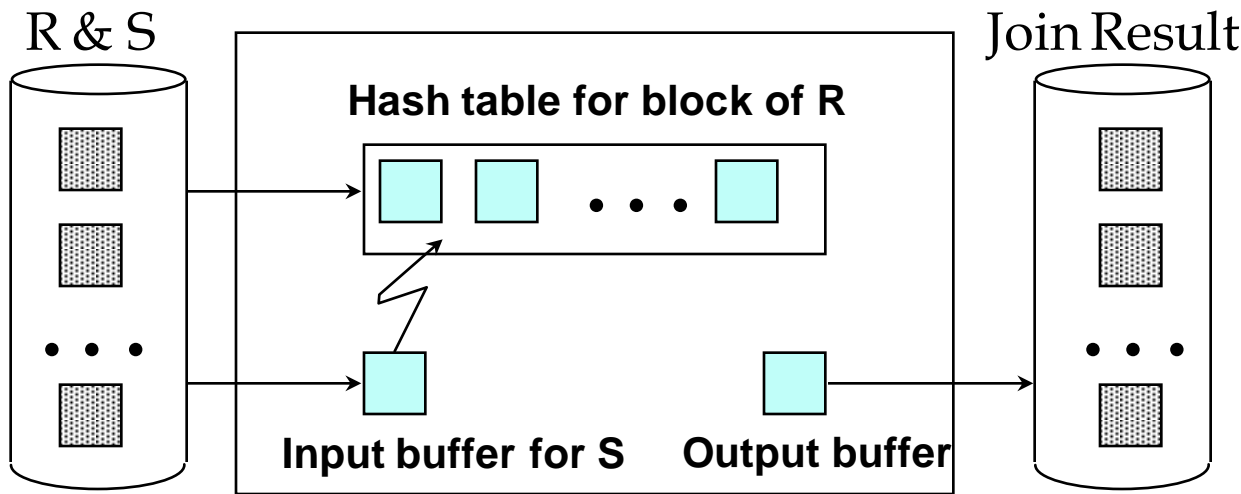 R & S
Join Result
Hash table for block of R
Input buffer for S
Output buffer